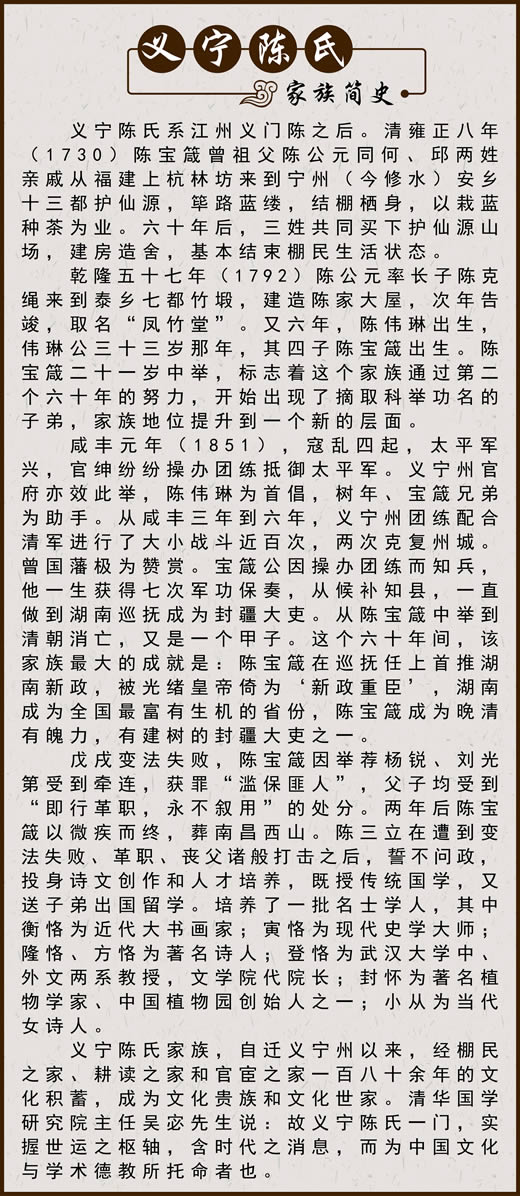 义宁陈氏
家族简史
义宁陈氏系江州义门陈之后。清雍正八年
（1730）陈宝箴曾祖父陈公元同何、邱两姓
亲戚从福建上杭林坊来到宁州（今修水）安乡
十三都护仙源，筚路蓝缕，结棚栖身，以栽蓝
种茶为业。六十年后，三姓共同买下护仙源山
场，建房造舍，基本结束棚民生活状态。
乾隆五十七年（1792）陈公元率长子陈克
绳来到泰乡七都竹塅，建造陈家大屋，次年告
竣，取名“凤竹堂”。又六年，陈伟琳出生，
伟琳公三十三岁那年，其四子陈宝箴出生。陈
宝箴二十一岁中举，标志着这个家族通过第二
个六十年的努力，开始出现了摘取科举功名的
子弟，家族地位提升到一个新的层面。
咸丰元年（1851），寇乱四起，太平军
兴，官绅纷纷操办团练抵御太平军。义宁州官
府亦效此举，陈伟琳为首倡，树年、宝箴兄弟
为助手。从咸丰三年到六年，义宁州团练配合
清军进行了大小战斗近百次，两次克复州城。
曾国藩极为赞赏。宝箴公因操办团练而知兵，
他一生获得七次军功保奏，从候补知县，一直
做到湖南巡抚成为封疆大吏。从陈宝箴中举到
清朝消亡，又是一个甲子。这个六十年间，该
家族最大的成就是：陈宝箴在巡抚任上首推湖
南新政，被光绪皇帝倚为‘新政重臣’，湖南
成为全国最富有生机的省份，陈宝箴成为晚清
有魄力，有建树的封疆大吏之一。
戊戌变法失败，陈宝箴因举荐杨锐、刘光
第受到牵连，获罪“滥保匪人”，父子均受到
“即行革职，永不叙用”的处分。两年后陈宝
箴以微疾而终，葬南昌西山。陈三立在遭到变
法失败、革职、丧父诸般打击之后，誓不问政，
投身诗文创作和人才培养，既授传统国学，又
送子弟出国留学。培养了一批名士学人，其中
衡恪为近代大书画家；寅恪为现代史学大师；
隆恪、方恪为著名诗人；登恪为武汉大学中、
外文两系教授，文学院代院长；封怀为著名植
物学家、中国植物园创始人之一；小从为当代
女诗人。
义宁陈氏家族，自迁义宁州以来，经棚民
之家、耕读之家和官宦之家一百八十余年的文
化积蓄，成为文化贵族和文化世家。清华国学
研究院主任吴宓先生说：故义宁陈氏一门，实
握世运之枢轴，含时代之消息，而为中国文化
与学术德教所托命者也。